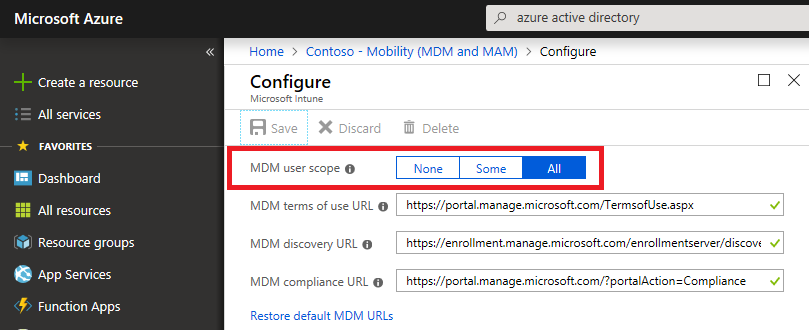 Microsoft Azure
azure active directory
Home > Contoso - Mobility (MDM and MAM) > Configure
Create a resource
All services
FAVORITES
Dashboard
All resources
Resource groups
App Services
Function Apps
Configure
Microsoft Intune
Save Discard Delete
MDM user scope None Some All
MDM terms of use URL https://portal.manage.microsoft.com/TermsofUse.aspx
MDM discovery URL https://enrollment.manage.microsoft.com/enrollmentserver/discove
MDM compliance URL https://portal.manage.microsoft.com/?portalAction=Compliance
Restore default MDM URLs